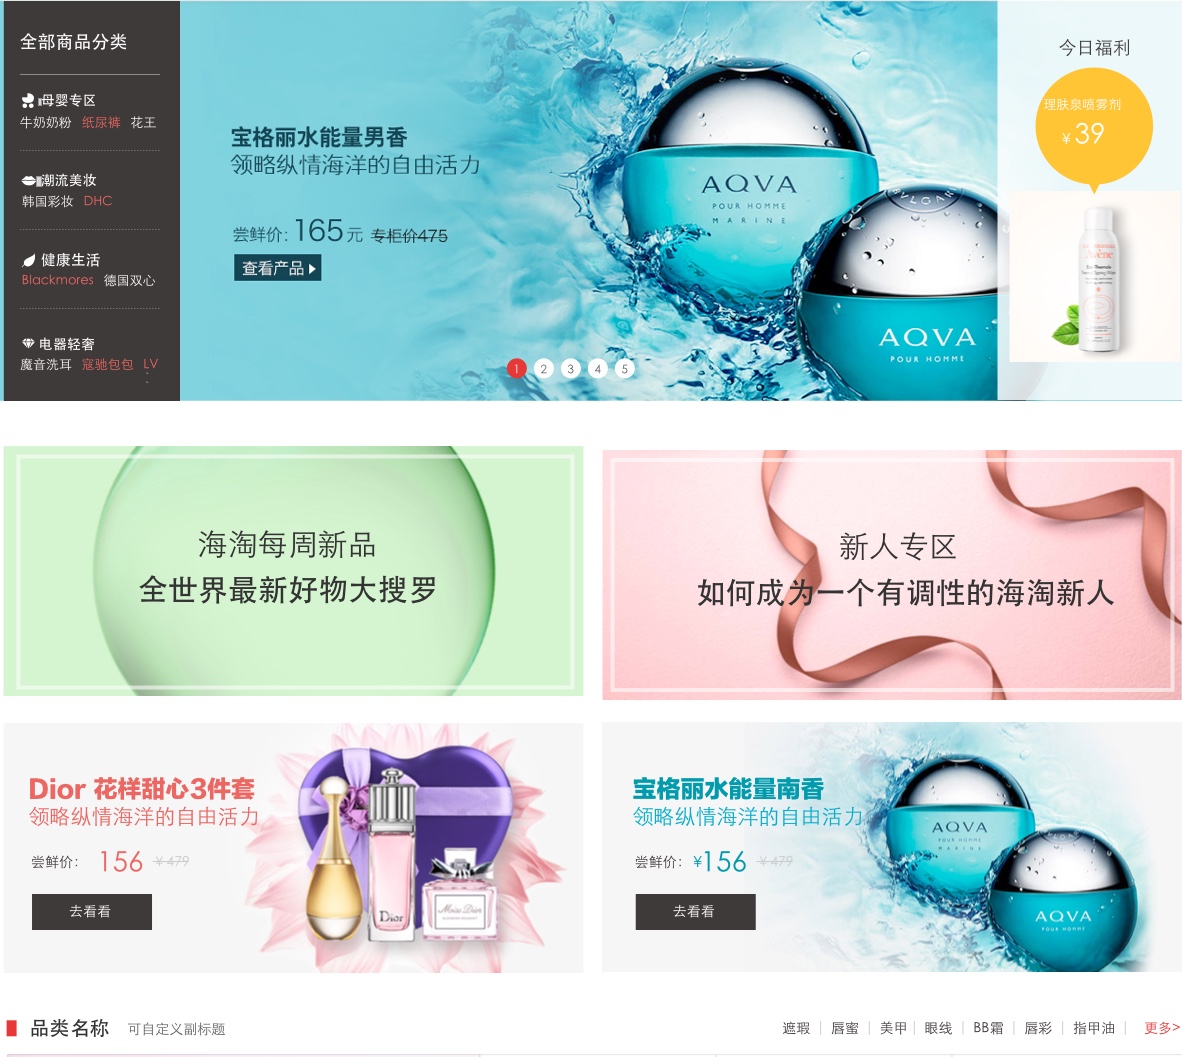 全部商品分类
母婴专区
牛奶奶粉 纸尿裤 花王
潮流美妆
韩国彩妆 DHC
健康生活
Blackmores 德国双心
电器轻奢
魔音洗耳 寇驰包包 LV
宝格丽水能量男香
领略纵情海洋的自由活力
尝鲜价: 165元 专柜价475
查看产品
AQVA
POUR HOMME
MARINE
BVLGARI
AQVA
POUR HOMME
1 2 3 4 5
今日福利
理肤泉喷雾剂
¥39
Avène
海淘每周新品
全世界最新好物大搜罗
新人专区
如何成为一个有调性的海淘新人
Dior 花样甜心3件套
领略纵情海洋的自由活力
尝鲜价: 156 ¥479
去看看
Dior
Miss Dior
宝格丽水能量南香
领略纵情海洋的自由活力
尝鲜价: ¥156 ¥479
去看看
AQVA
POUR HOMME
MARINE
AQVA
POUR HOMME
品类名称 可自定义副标题
遮瑕 | 唇蜜 | 美甲 | 眼线 | BB霜 | 唇彩 | 指甲油 | 更多>